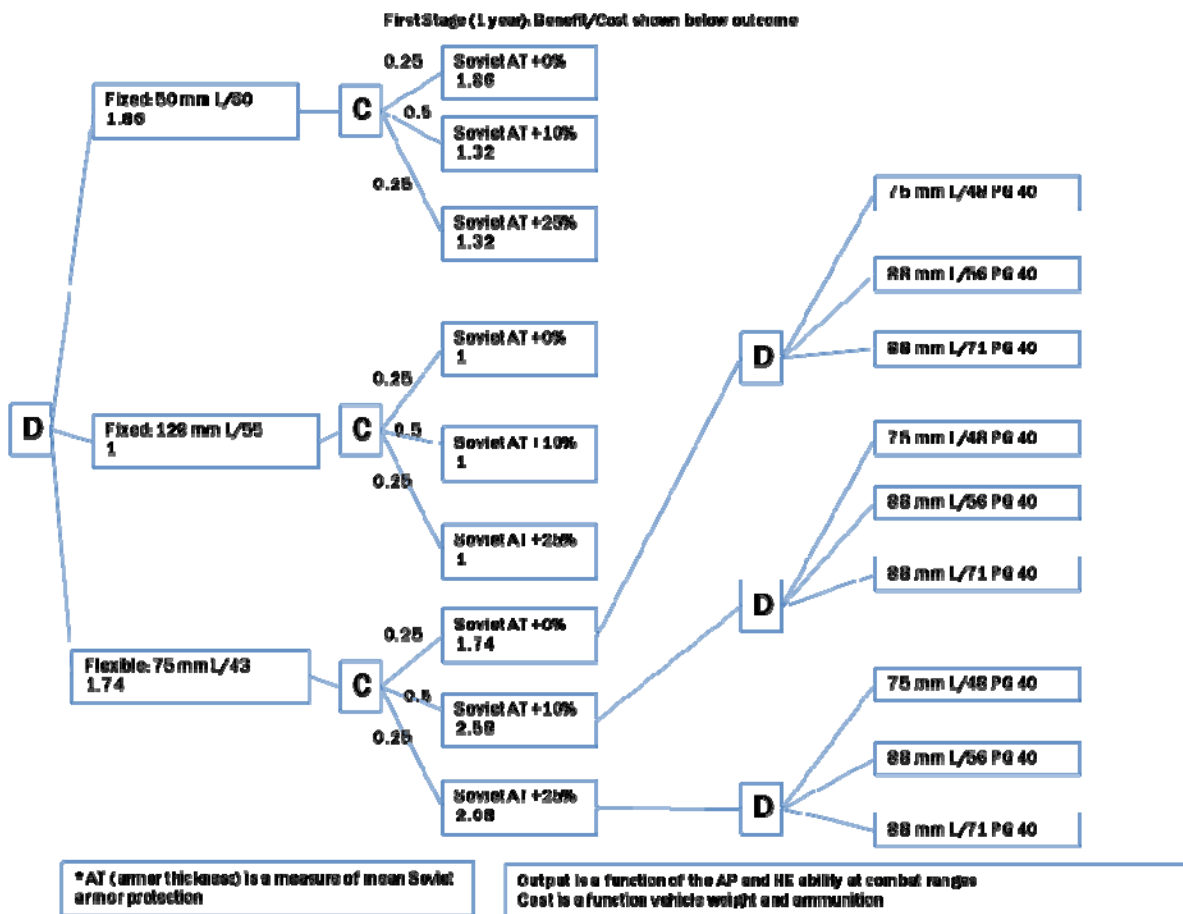 First Stage (1 year). Benefit/Cost shown below outcome
Fixed: 50 mm L/60
1.86
C
0.25
0.5
0.25
Soviet AT +0%
1.86
Soviet AT +10%
1.32
Soviet AT +25%
1.32
D
Fixed: 128 mm L/55
1
C
0.25
0.5
0.25
Soviet AT +0%
1
Soviet AT +10%
1
Soviet AT +25%
1
Flexible: 75 mm L/43
1.74
C
0.25
0.5
0.25
Soviet AT +0%
1.74
Soviet AT +10%
2.58
Soviet AT +25%
2.08
D
75 mm L/48 PG 40
88 mm L/56 PG 40
88 mm L/71 PG 40
D
75 mm L/48 PG 40
88 mm L/56 PG 40
88 mm L/71 PG 40
D
75 mm L/48 PG 40
88 mm L/56 PG 40
88 mm L/71 PG 40
*AT (armor thickness) is a measure of mean Soviet
armor protection
Output is a function of the AP and HE ability at combat ranges
Cost is a function vehicle weight and ammunition